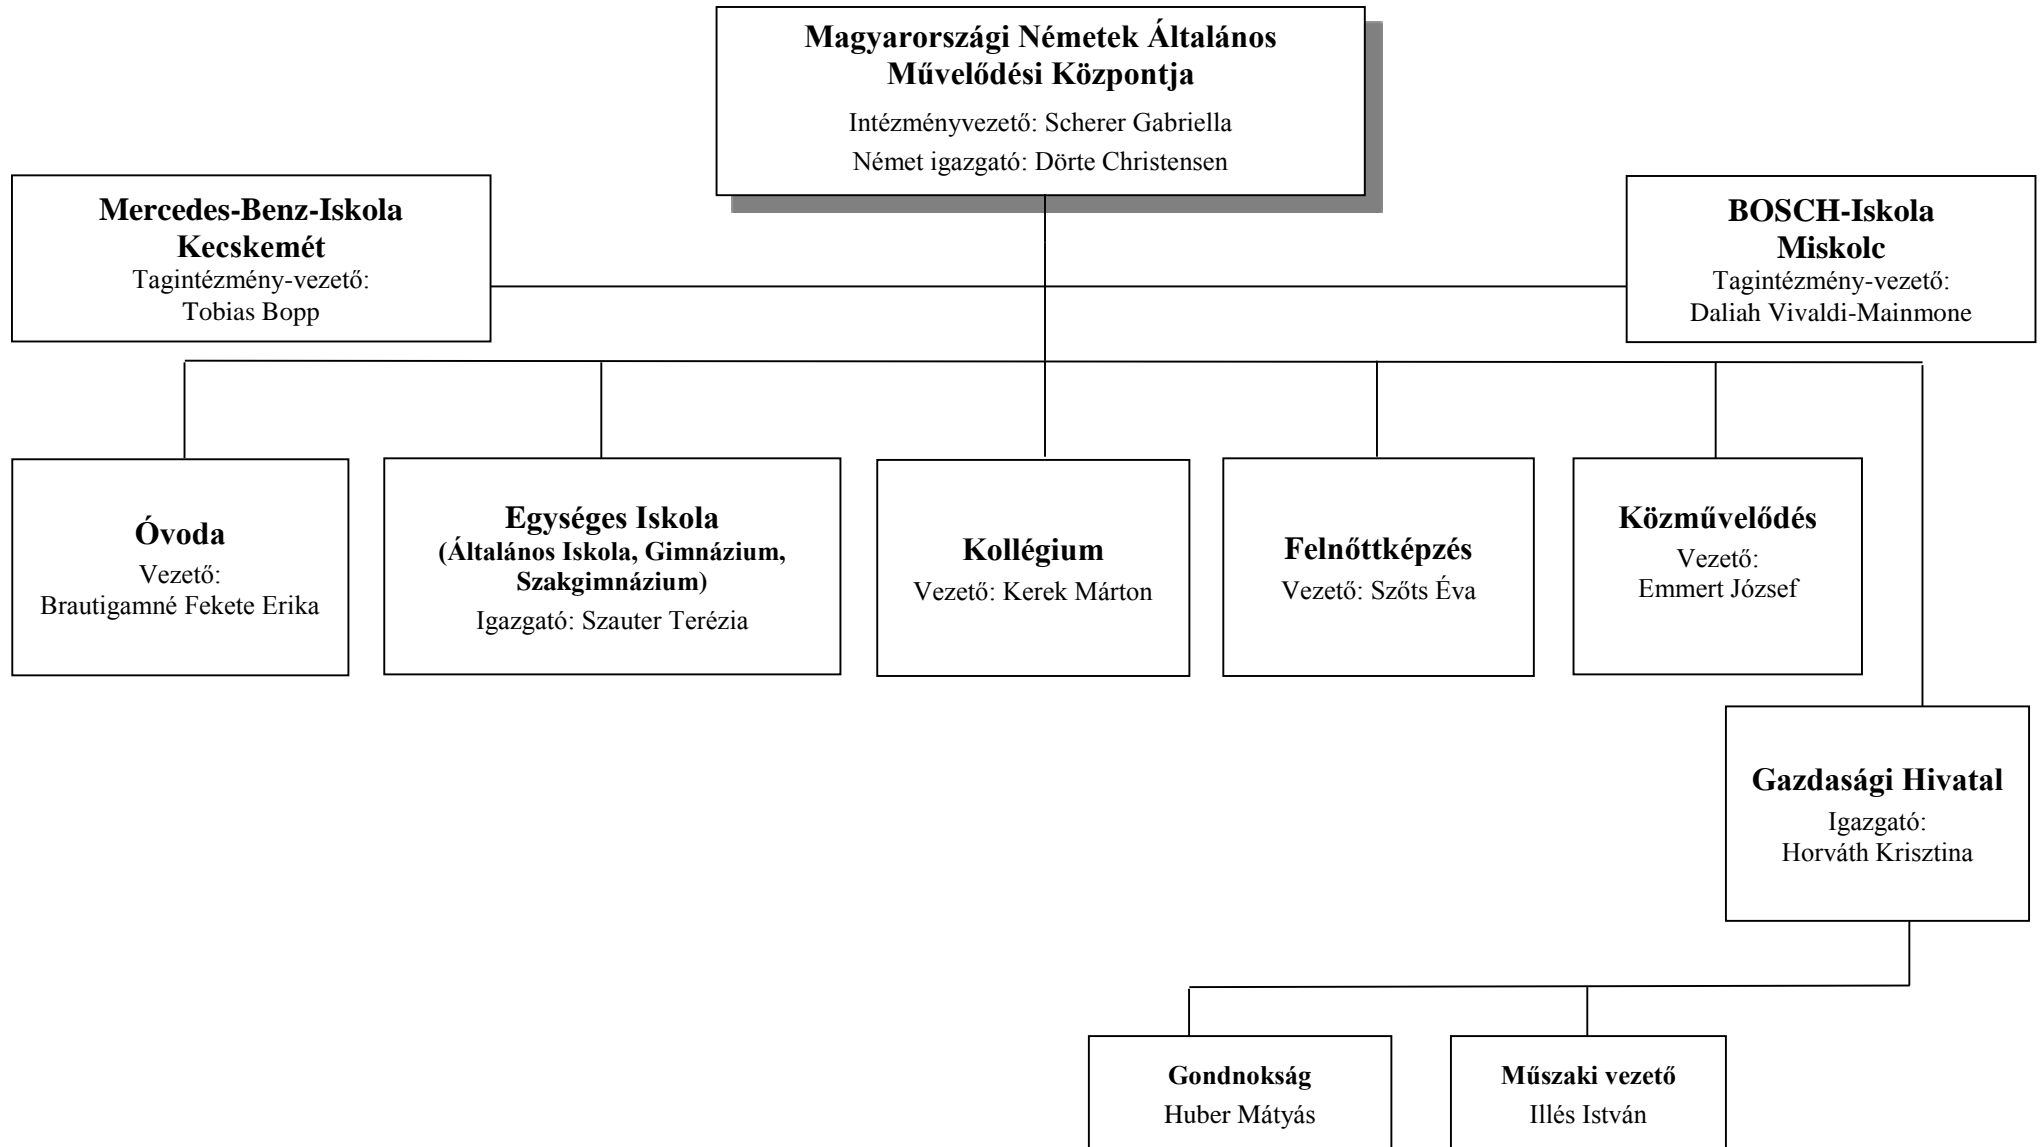 Magyarországi Németek Általános
Művelődési Központja
Intézményvezető: Scherer Gabriella
Német igazgató: Dörte Christensen
Mercedes-Benz-Iskola
Kecskemét
Tagintézmény-vezető:
Tobias Bopp
BOSCH-Iskola
Miskolc
Tagintézmény-vezető:
Daliah Vivaldi-Mainmone
Óvoda
Vezető:
Brautigamné Fekete Erika
Egységes Iskola
(Általános Iskola, Gimnázium,
Szakgimnázium)
Igazgató: Szauter Terézia
Kollégium
Vezető: Kerek Márton
Felnőttképzés
Vezető: Szőts Éva
Közművelődés
Vezető:
Emmert József
Gazdasági Hivatal
Igazgató:
Horváth Krisztina
Gondnokság
Huber Mátyás
Műszaki vezető
Illés István